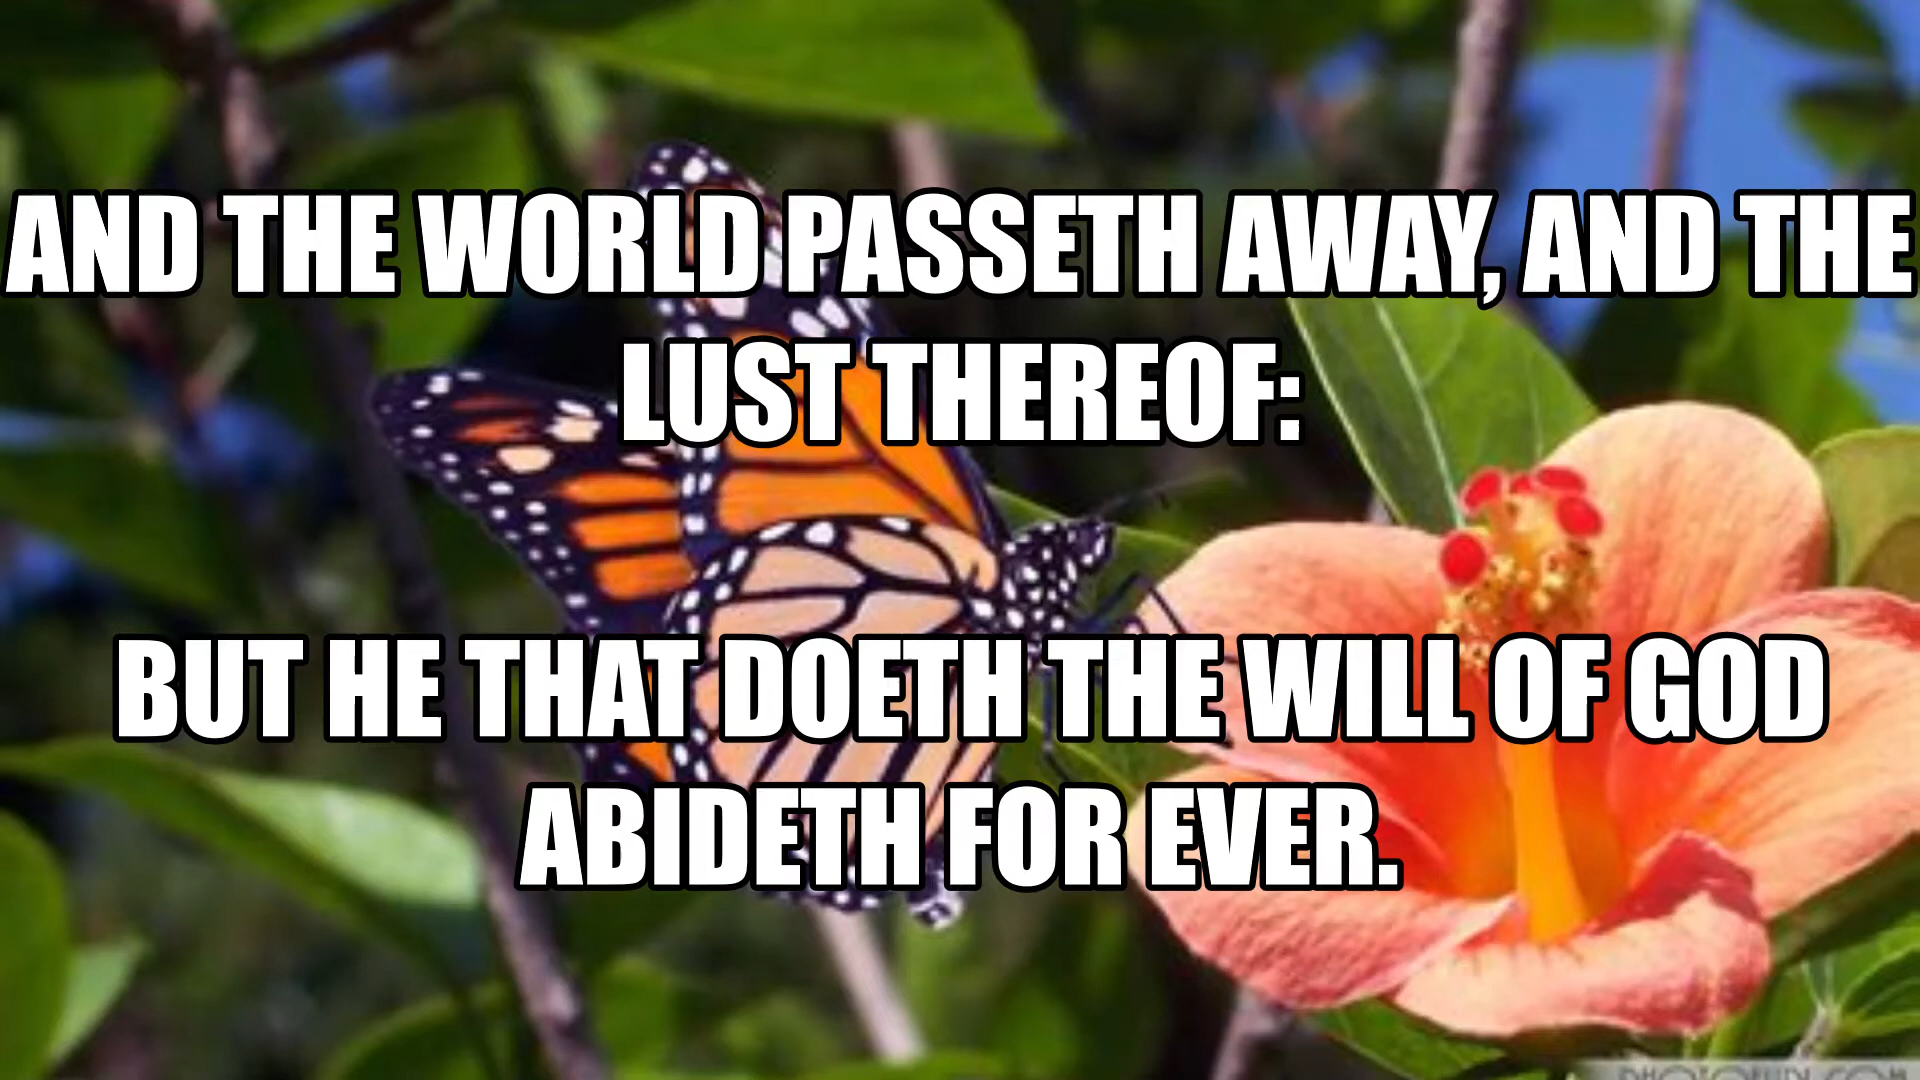 AND THE WORLD PASSETH AWAY, AND THE
LUST THEREOF:
BUT HE THAT DOETH THE WILL OF GOD
ABIDETH FOR EVER.